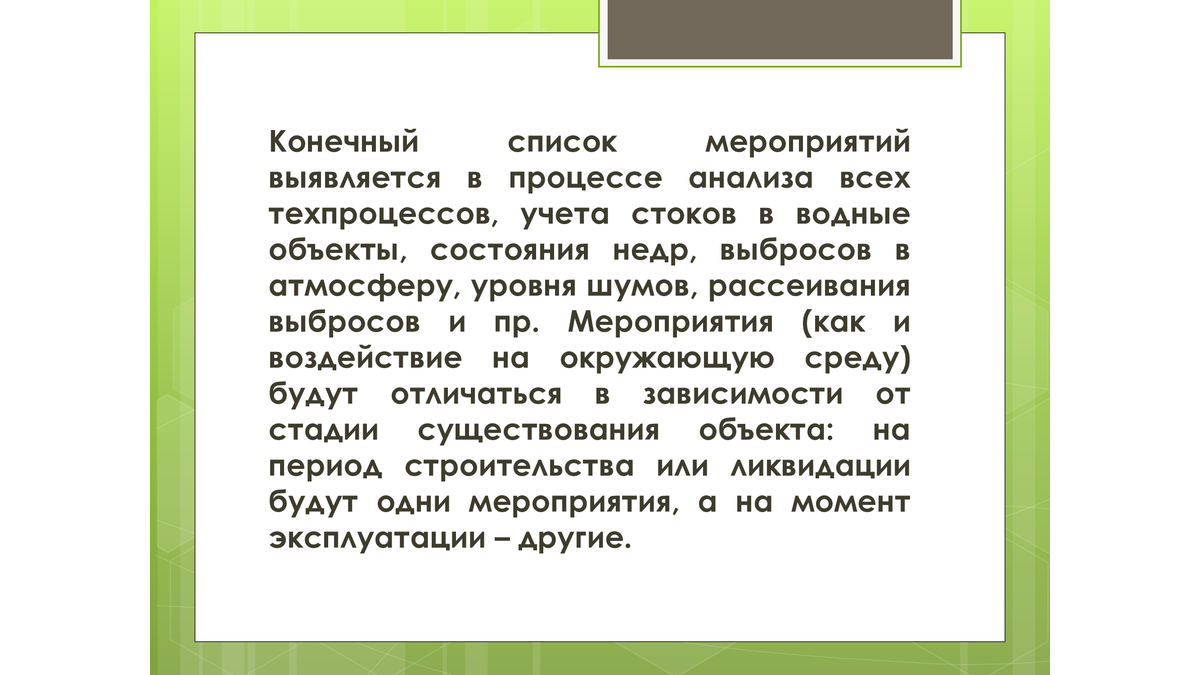 Конечный список мероприятий
выявляется в процессе анализа всех
техпроцессов, учета стоков в водные
объекты, состояния недр, выбросов в
атмосферу, уровня шумов, рассеивания
выбросов и пр. Мероприятия (как и
воздействие на окружающую среду)
будут отличаться в зависимости от
стадии существования объекта: на
период строительства или ликвидации
будут одни мероприятия, а на момент
эксплуатации – другие.